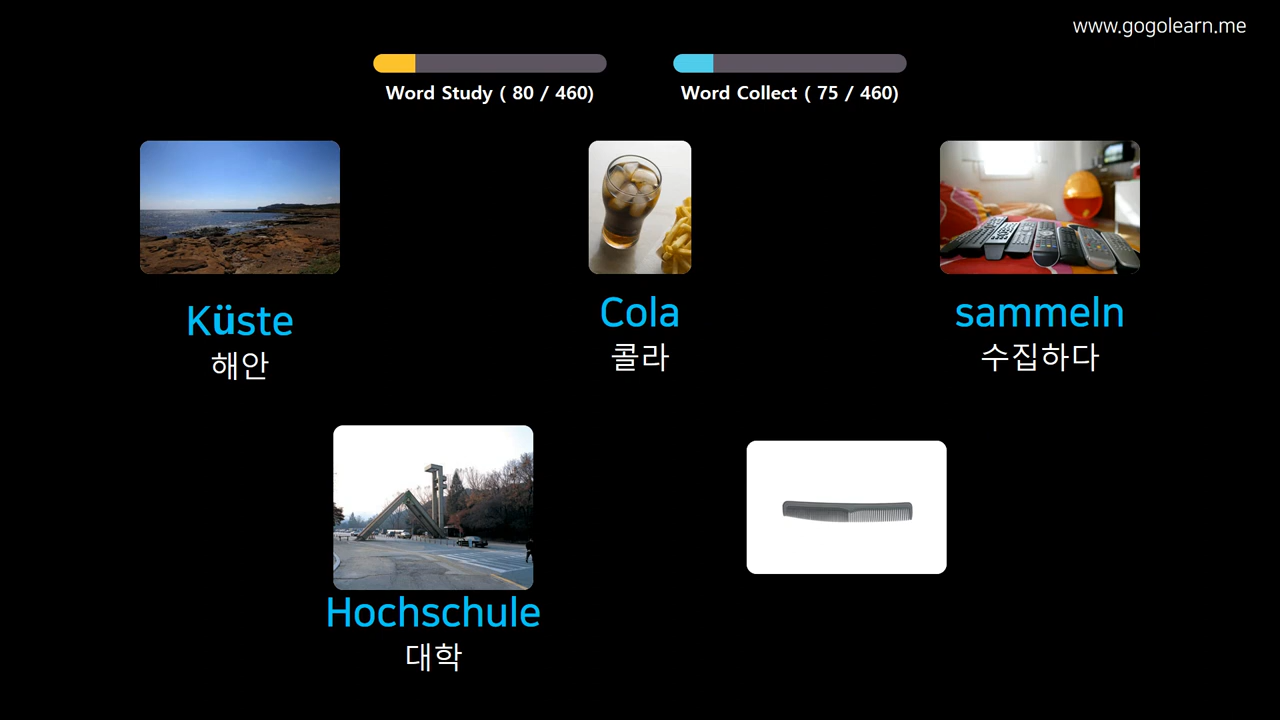 www.gogolearn.me
Word Study ( 80 / 460)
Word Collect ( 75 / 460)
Küste
해안
Cola
콜라
sammeln
수집하다
Hochschule
대학